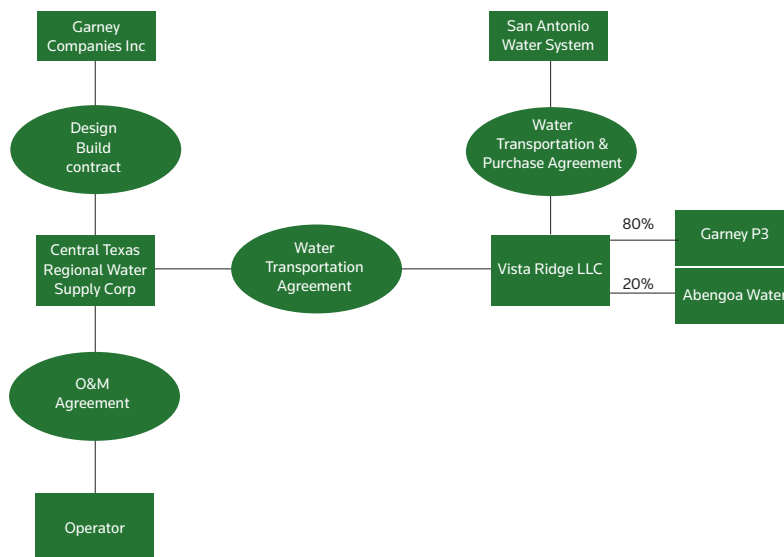 Garney
Companies Inc
San Antonio
Water System
Design
Build
contract
Water
Transportation &
Purchase Agreement
Central Texas
Regional Water
Supply Corp
Water
Transportation
Agreement
Vista Ridge LLC
80%
Garney P3
20%
Abengoa Water
O&M
Agreement
Operator